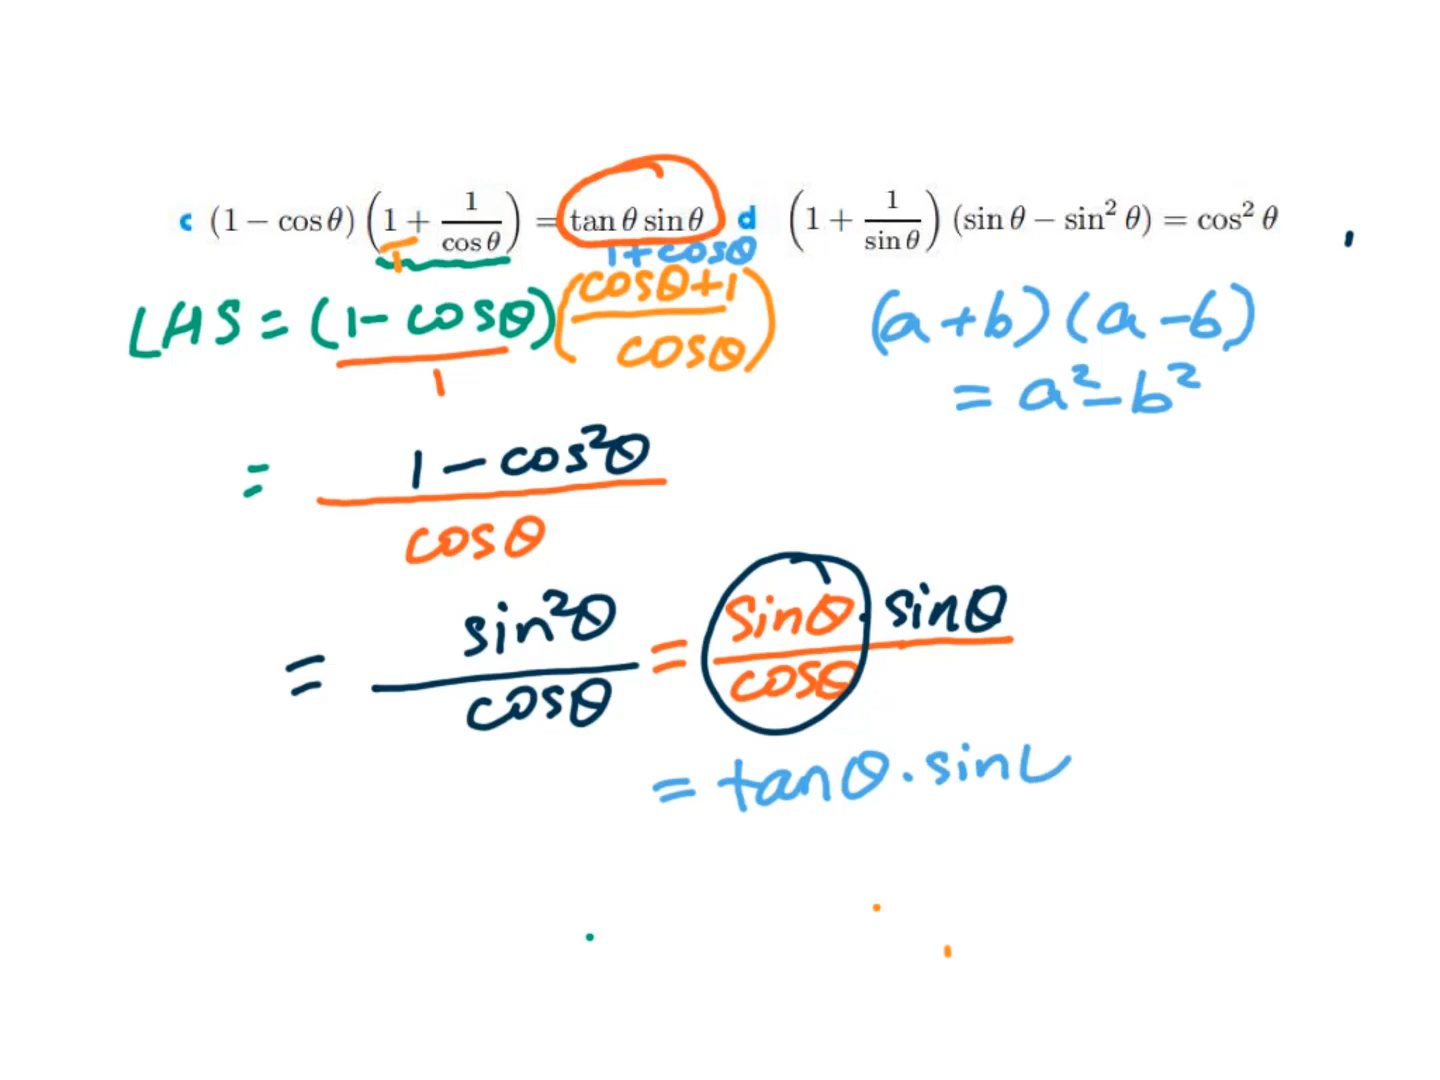 c (1 − cos θ) (1 + 1/cos θ) = tan θ sin θ d (1 + 1/sin θ) (sin θ − sin² θ) = cos² θ
1
1+cosθ
LHS = (1−cosθ)/1 (cosθ+1/cosθ) (a+b)(a−b)
= a²−b²
= 1−cos²θ/cosθ
= sin²θ/cosθ = sinθ.sinθ/cosθ
= tanθ.sin